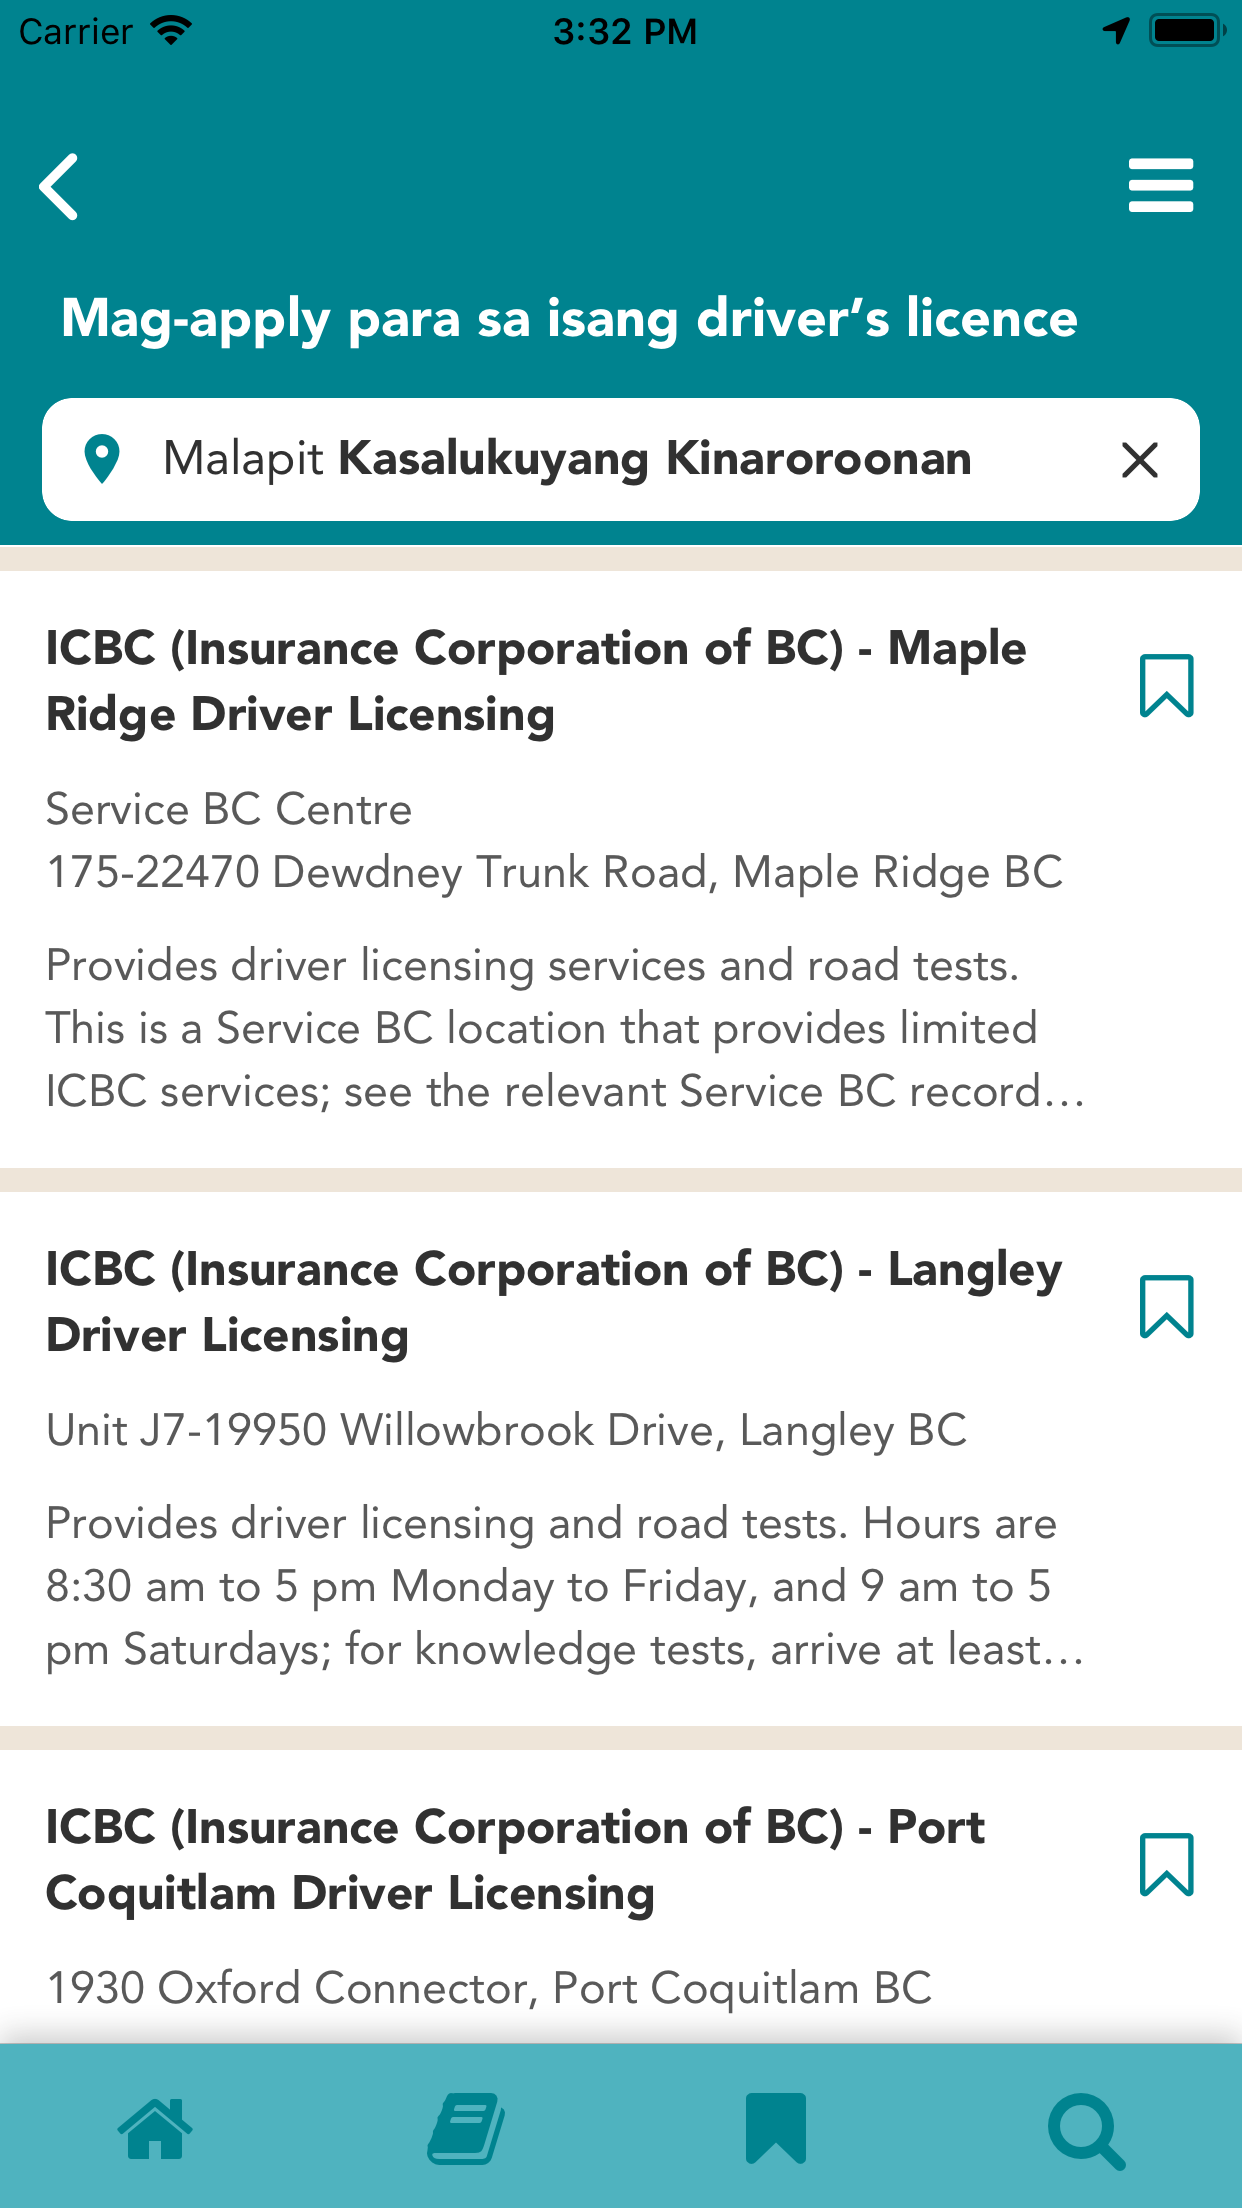 Carrier
3:32 PM
Mag-apply para sa isang driver’s licence
Malapit Kasalukuyang Kinaroroonan
ICBC (Insurance Corporation of BC) - Maple
Ridge Driver Licensing
Service BC Centre
175-22470 Dewdney Trunk Road, Maple Ridge BC
Provides driver licensing services and road tests.
This is a Service BC location that provides limited
ICBC services; see the relevant Service BC record…
ICBC (Insurance Corporation of BC) - Langley
Driver Licensing
Unit J7-19950 Willowbrook Drive, Langley BC
Provides driver licensing and road tests. Hours are
8:30 am to 5 pm Monday to Friday, and 9 am to 5
pm Saturdays; for knowledge tests, arrive at least…
ICBC (Insurance Corporation of BC) - Port
Coquitlam Driver Licensing
1930 Oxford Connector, Port Coquitlam BC